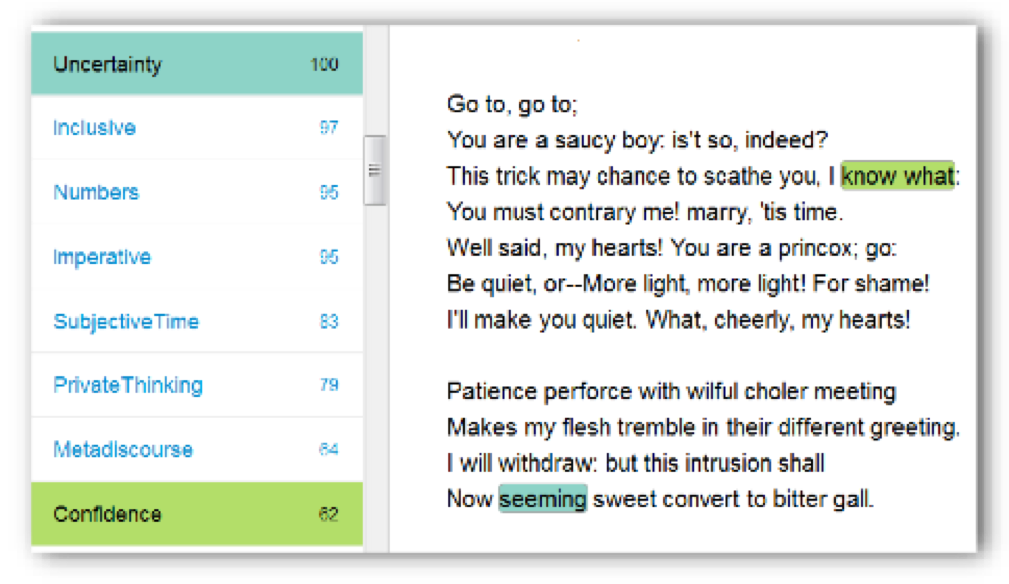 Uncertainty 100
Inclusive 97
Numbers 95
Imperative 95
SubjectiveTime 83
PrivateThinking 79
Metadiscourse 64
Confidence 62
Go to, go to;
You are a saucy boy: is't so, indeed?
This trick may chance to scathe you, I know what:
You must contrary me! marry, 'tis time.
Well said, my hearts! You are a princox; go:
Be quiet, or--More light, more light! For shame!
I'll make you quiet. What, cheerly, my hearts!
Patience perforce with wilful choler meeting
Makes my flesh tremble in their different greeting.
I will withdraw: but this intrusion shall
Now seeming sweet convert to bitter gall.